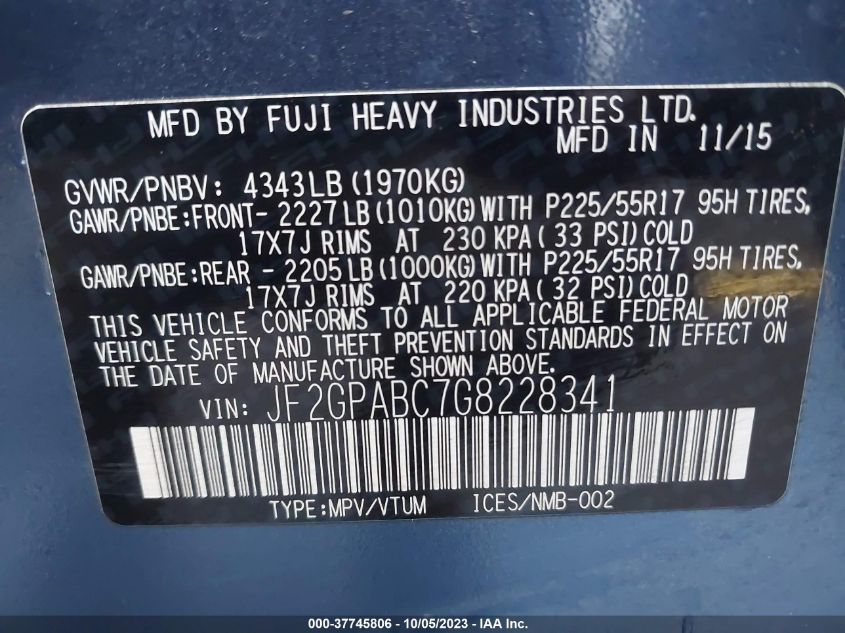 MFD BY FUJI HEAVY INDUSTRIES LTD.
MFD IN 11/15
GVWR/PNBV: 4343LB (1970KG)
GAWR/PNBE:FRONT- 2227LB(1010KG)WITH P225/55R17 95H TIRES,
17X7J RIMS AT 230 KPA( 33 PSI)COLD
GAWR/PNBE:REAR - 2205LB(1000KG)WITH P225/55R17 95H TIRES,
17X7J RIMS AT 220 KPA( 32 PSI)COLD
THIS VEHICLE CONFORMS TO ALL APPLICABLE FEDERAL MOTOR
VEHICLE SAFETY AND THEFT PREVENTION STANDARDS IN EFFECT ON
THE DATE OF MANUFACTURE SHOWN ABOVE.
VIN: JF2GPABC7G8228341
TYPE:MPV/VTUM ICES/NMB-002
000-37745806 - 10/05/2023 - IAA Inc.